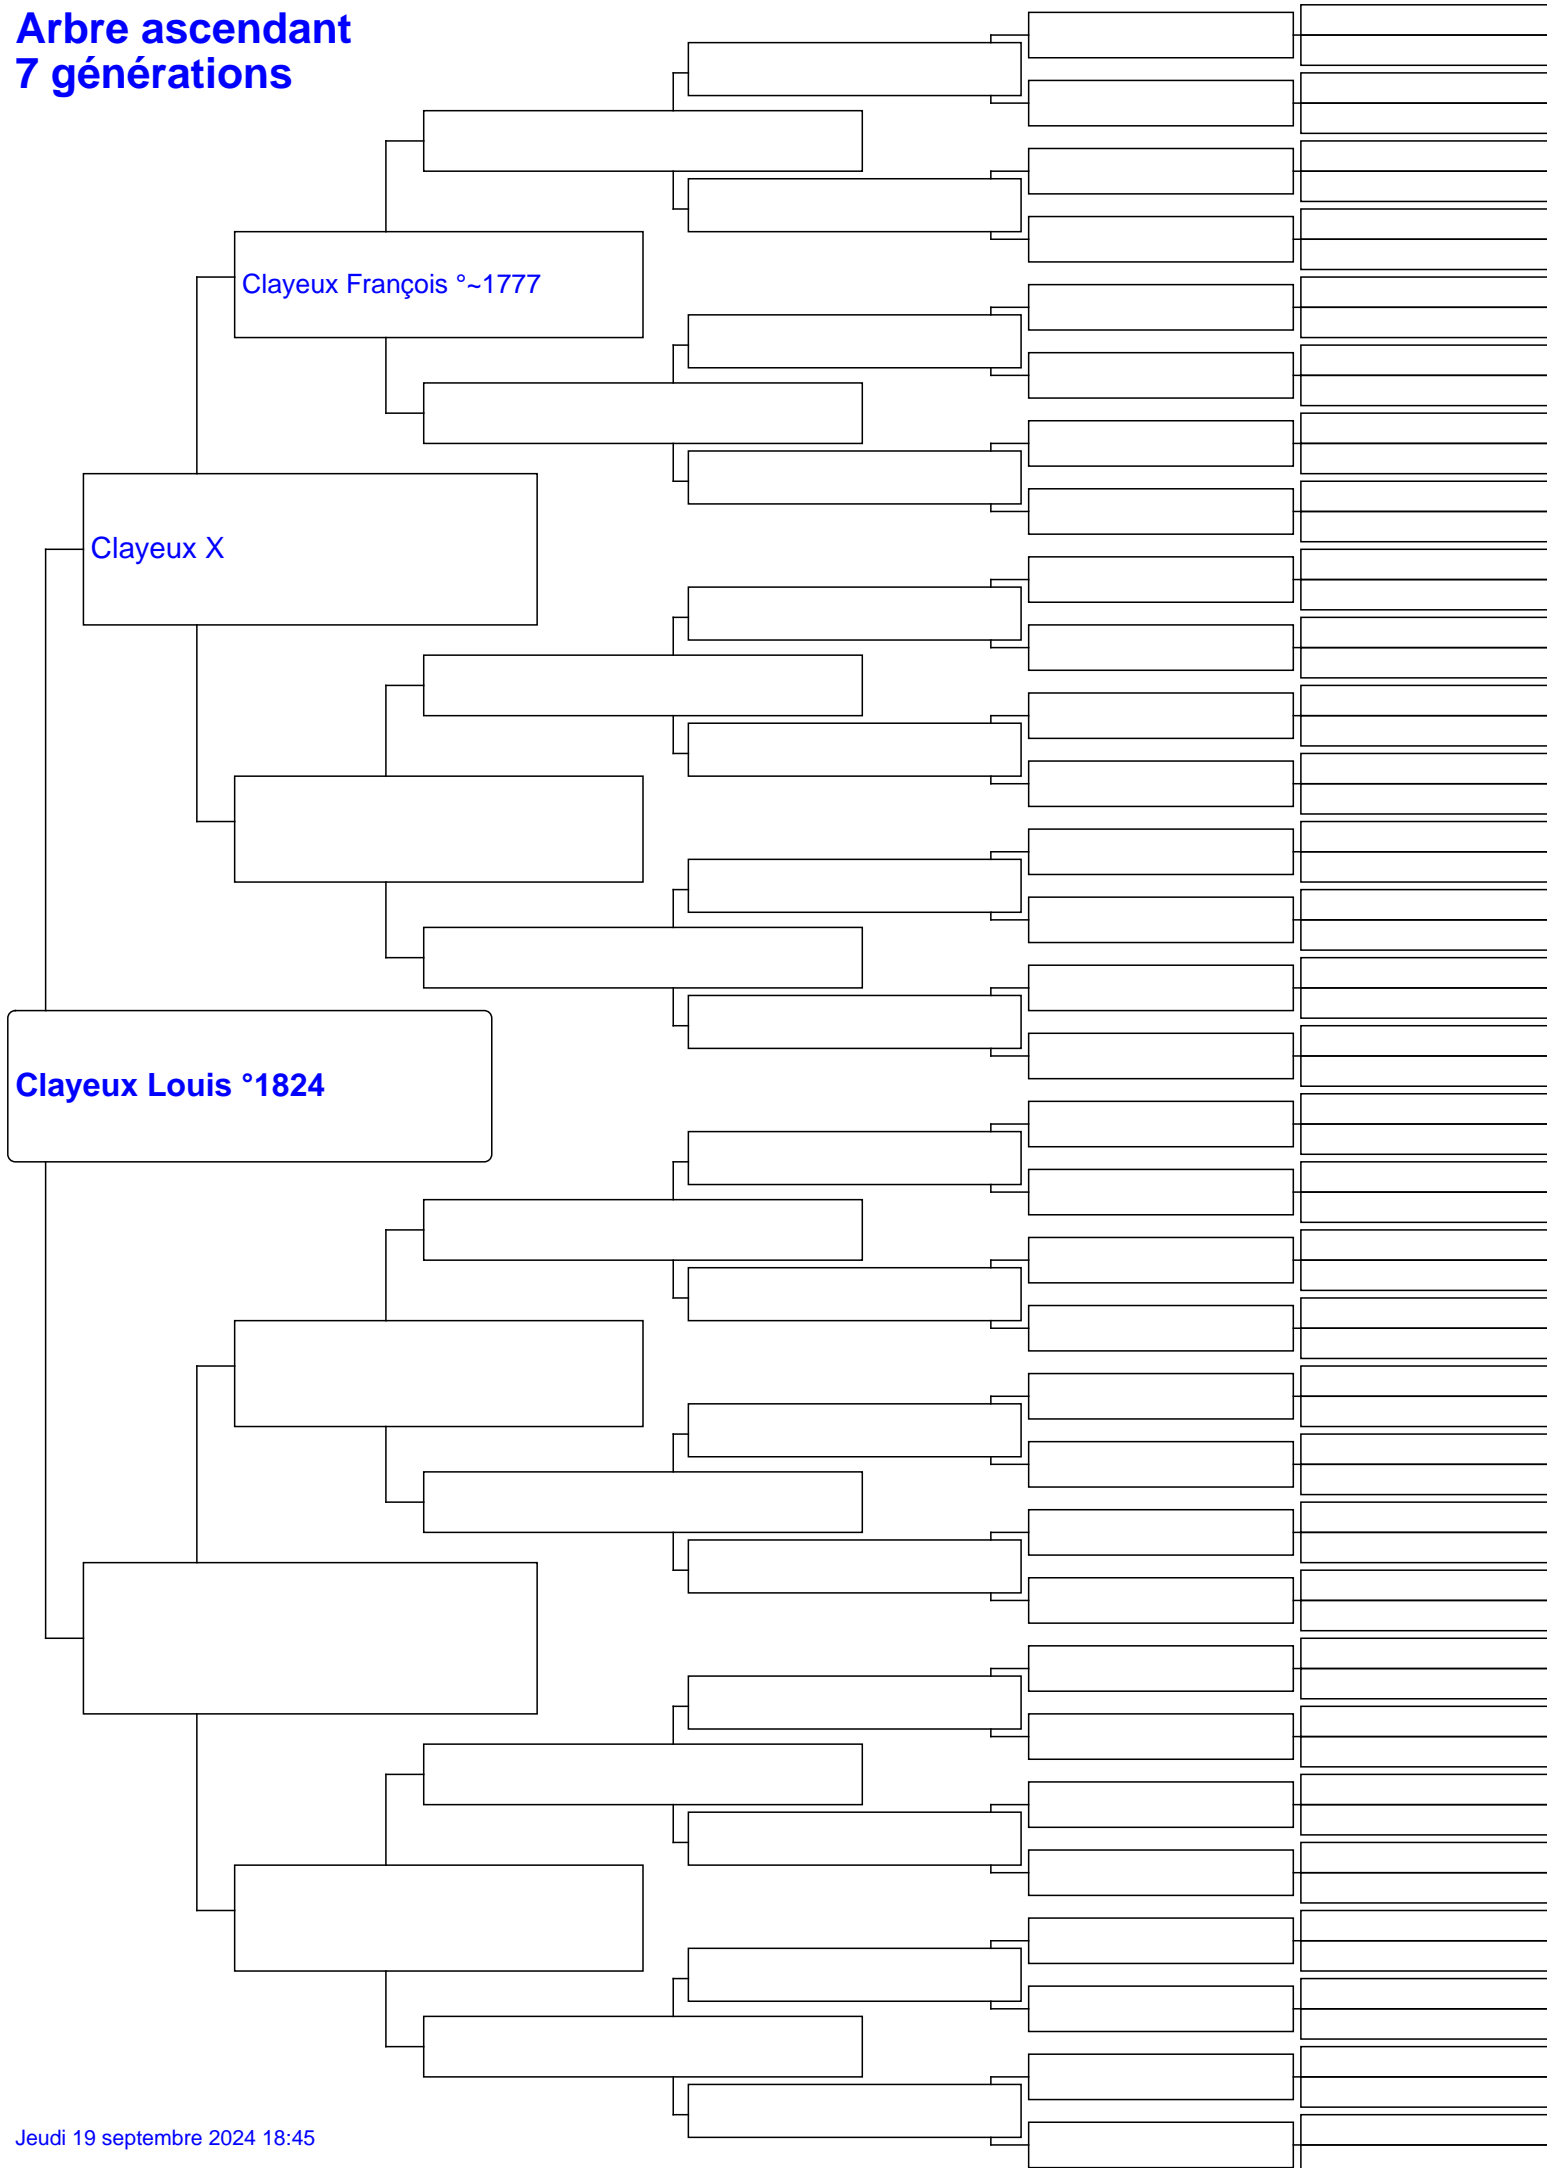 Arbre ascendant
7 générations
Clayeux François °~1777
Clayeux X
Clayeux Louis °1824
Jeudi 19 septembre 2024 18:45